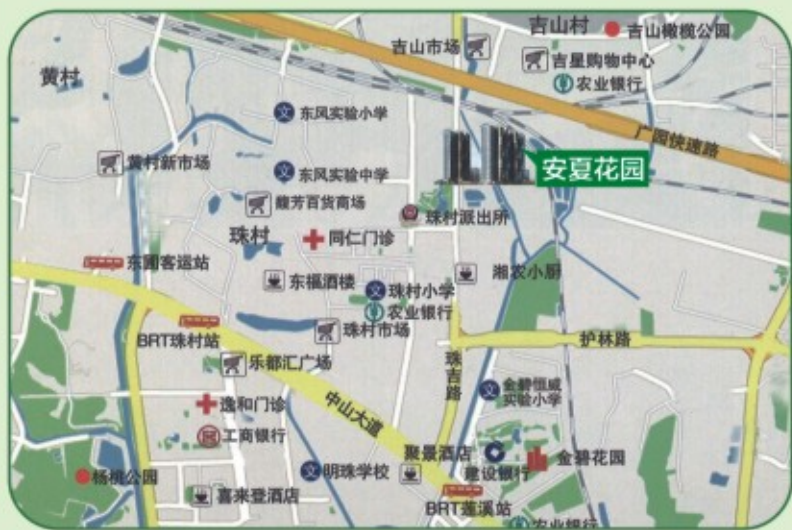 吉山村
吉山橄榄公园
吉山市场
吉星购物中心
农业银行
黄村
东风实验小学
广园快速路
安夏花园
黄村新市场
东风实验中学
馥芳百货商场
珠村派出所
珠村
同仁门诊
东圃客运站
东福酒楼
湘农小厨
珠村小学
农业银行
BRT珠村站
珠村市场
护林路
乐都汇广场
珠吉路
金碧恒威
实验小学
逸和门诊
中山大道
工商银行
聚景酒店
建设银行
金碧花园
杨桃公园
明珠学校
喜来登酒店
BRT莲溪站
农业银行